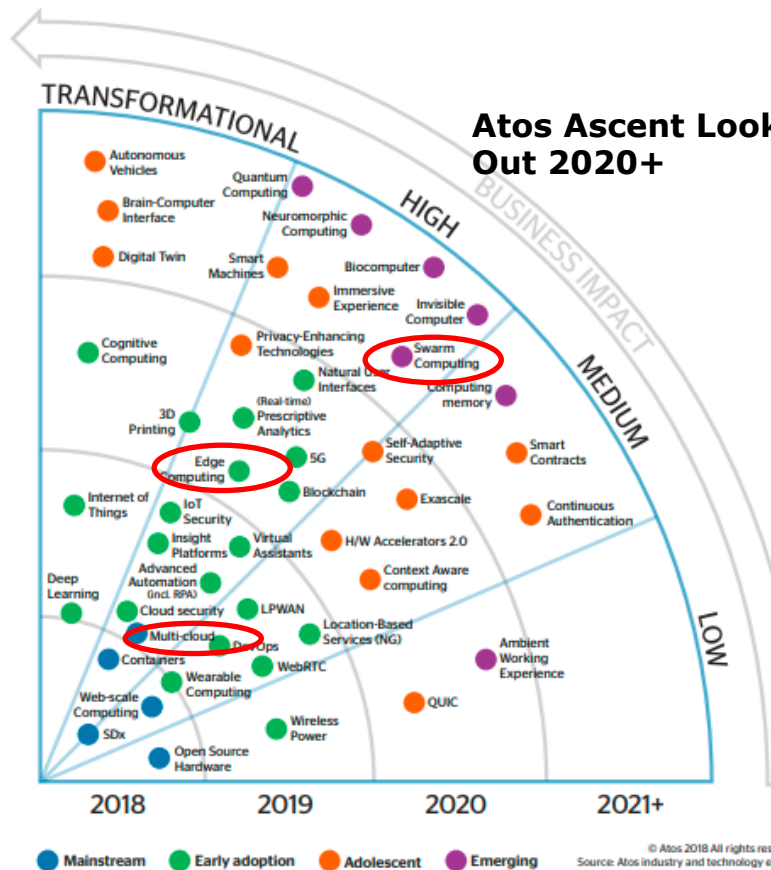 TRANSFORMATIONAL
HIGH
MEDIUM
LOW
BUSINESS IMPACT
Atos Ascent Look
Out 2020+
Autonomous
Vehicles
Brain-Computer
Interface
Digital Twin
Quantum
Computing
Neuromorphic
Computing
Smart
Machines
Biocomputer
Immersive
Experience
Invisible
Computer
Cognitive
Computing
Privacy-Enhancing
Technologies
Swarm
Computing
Natural User
Interfaces
Computing
memory
3D
Printing
(Real-time)
Prescriptive
Analytics
Self-Adaptive
Security
Smart
Contracts
Edge
Computing
5G
Blockchain
Exascale
Continuous
Authentication
Internet of
Things
IoT
Security
Insight
Platforms
Virtual
Assistants
H/W Accelerators 2.0
Context Aware
computing
Deep
Learning
Advanced
Automation
(incl. RPA)
Cloud security
LPWAN
Location-Based
Services (NG)
Multi-cloud
DevOps
Containers
WebRTC
Ambient
Working
Experience
Wearable
Computing
Web-scale
Computing
QUIC
SDx
Wireless
Power
Open Source
Hardware
2018
2019
2020
2021+
Mainstream
Early adoption
Adolescent
Emerging
© Atos 2018 All rights res
Source: Atos industry and technology e